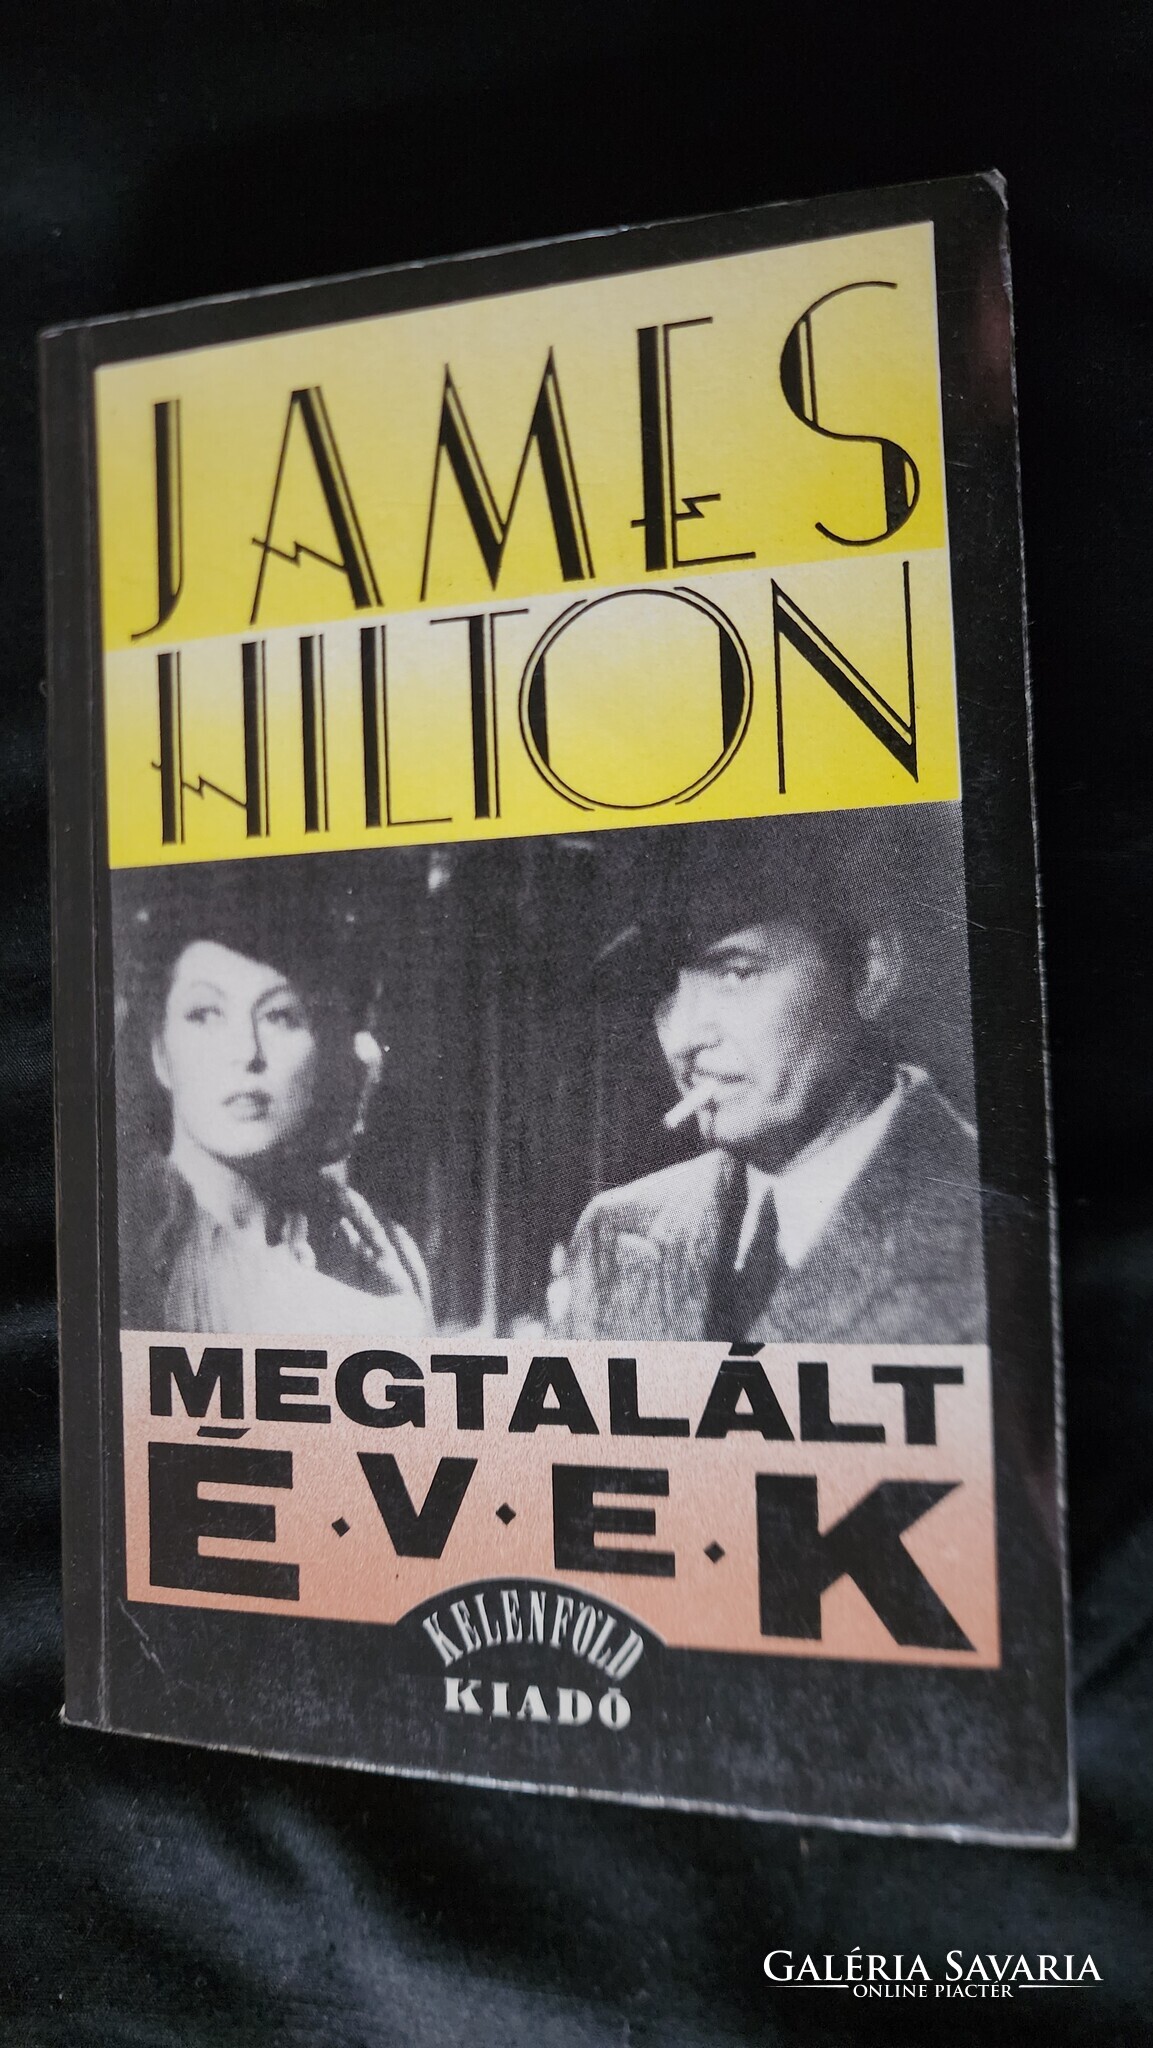 JAMES
HILTON
MEGTALÁLT
É·V·E·K
KELENFÖLD
KIADÓ
GALÉRIA SAVARIA
ONLINE PIACTÉR